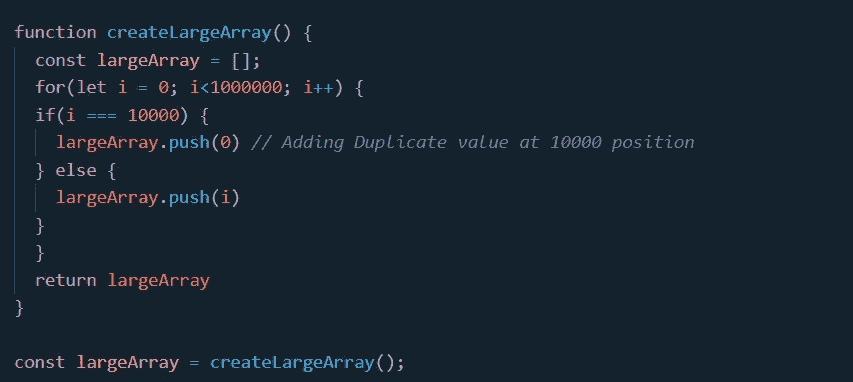 function createLargeArray() {
  const largeArray = [];
  for(let i = 0; i<1000000; i++) {
  if(i === 10000) {
    largeArray.push(0) // Adding Duplicate value at 10000 position
  } else {
    largeArray.push(i)
  }
  }
  return largeArray
}

const largeArray = createLargeArray();